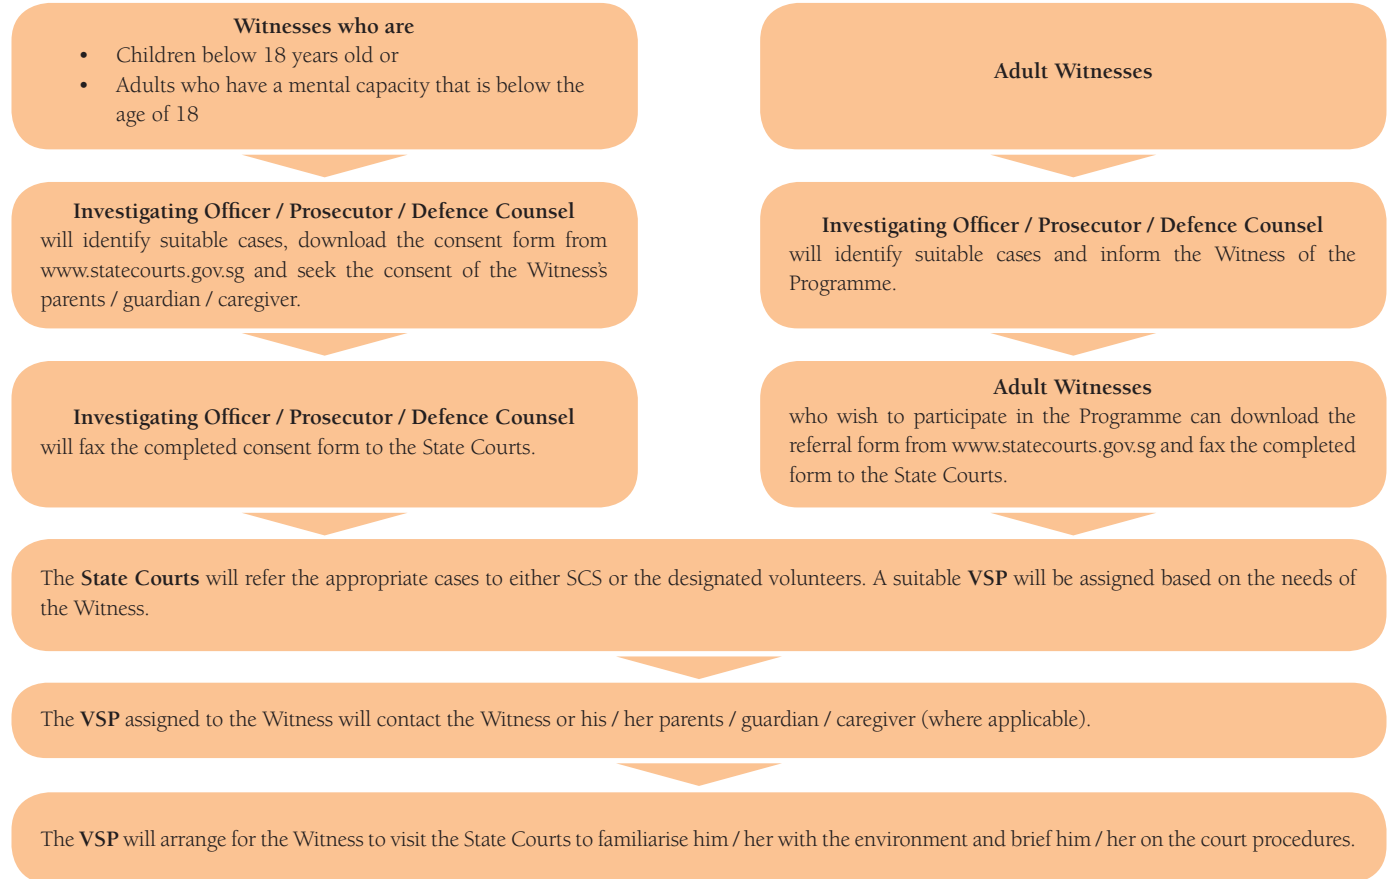 Witnesses who are
• Children below 18 years old or
• Adults who have a mental capacity that is below the
age of 18
Adult Witnesses
Investigating Officer / Prosecutor / Defence Counsel
will identify suitable cases, download the consent form from
www.statecourts.gov.sg and seek the consent of the Witness's
parents / guardian / caregiver.
Investigating Officer / Prosecutor / Defence Counsel
will identify suitable cases and inform the Witness of the
Programme.
Investigating Officer / Prosecutor / Defence Counsel
will fax the completed consent form to the State Courts.
Adult Witnesses
who wish to participate in the Programme can download the
referral form from www.statecourts.gov.sg and fax the completed
form to the State Courts.
The State Courts will refer the appropriate cases to either SCS or the designated volunteers. A suitable VSP will be assigned based on the needs of
the Witness.
The VSP assigned to the Witness will contact the Witness or his / her parents / guardian / caregiver (where applicable).
The VSP will arrange for the Witness to visit the State Courts to familiarise him / her with the environment and brief him / her on the court procedures.